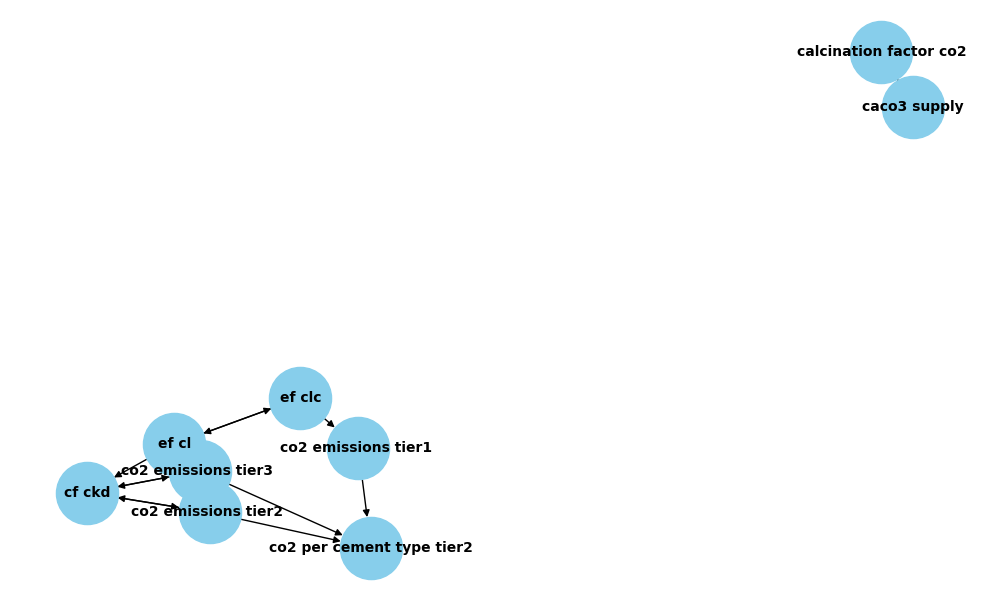 calcination factor co2
caco3 supply
ef clc
ef cl
co2 emissions tier1
co2 emissions tier3
cf ckd
co2 emissions tier2
co2 per cement type tier2